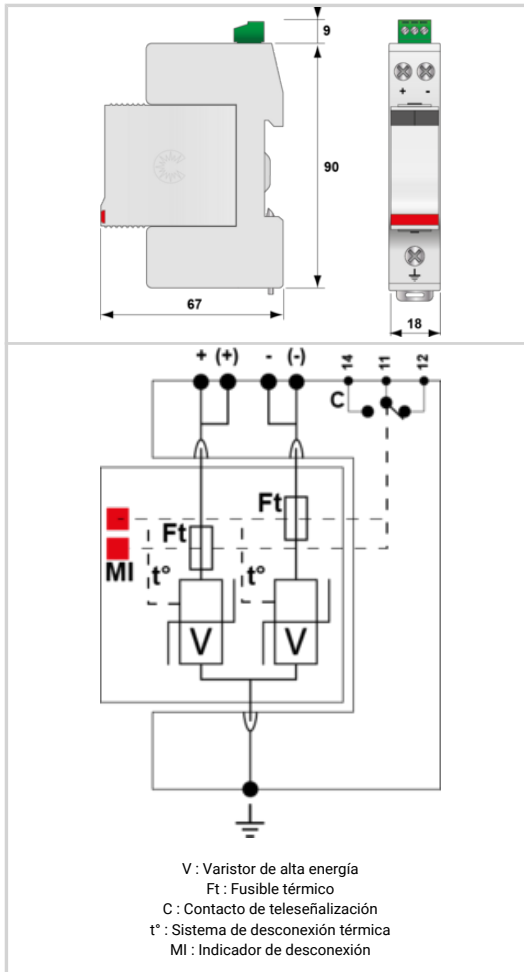 9
+ -
90
67
18
+ (+) - (-) 14 11 12
C
Ft
Ft
MI
t° t°
V V
V : Varistor de alta energía
Ft : Fusible térmico
C : Contacto de teleseñalización
t° : Sistema de desconexión térmica
MI : Indicador de desconexión